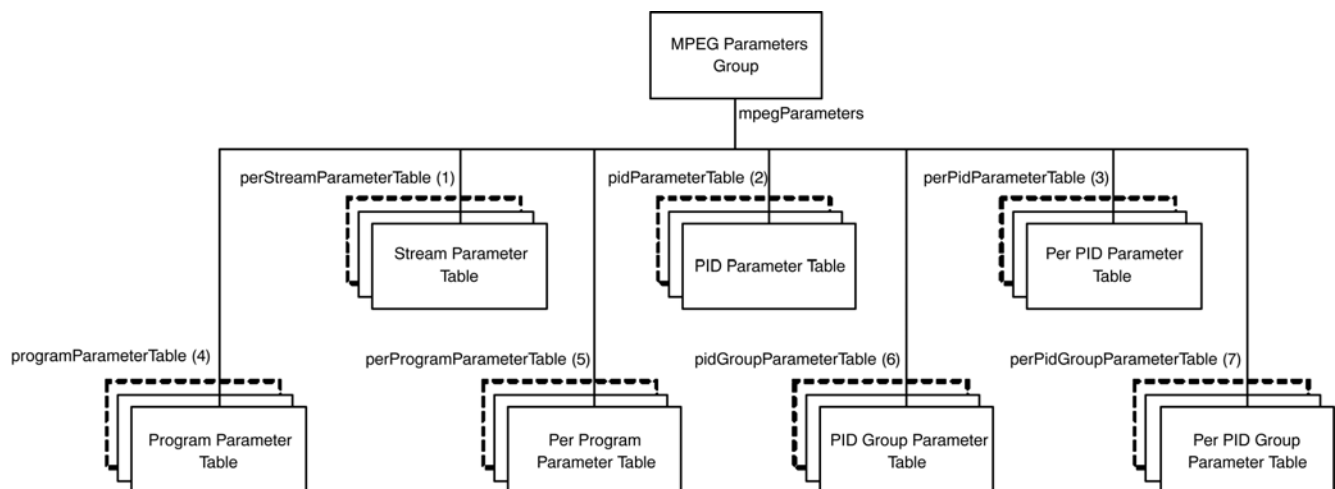 MPEG Parameters
Group
mpegParameters
perStreamParameterTable (1)
pidParameterTable (2)
perPidParameterTable (3)
Stream Parameter
Table
PID Parameter Table
Per PID Parameter
Table
programParameterTable (4)
perProgramParameterTable (5)
pidGroupParameterTable (6)
perPidGroupParameterTable (7)
Program Parameter
Table
Per Program
Parameter Table
PID Group Parameter
Table
Per PID Group
Parameter Table